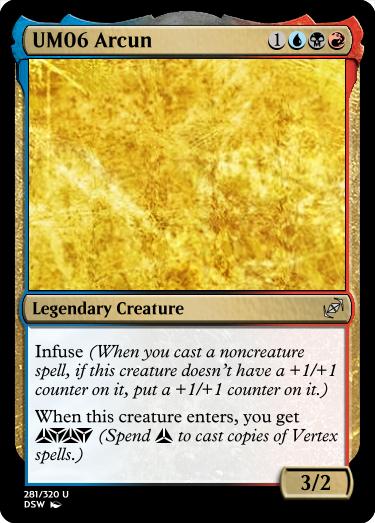 UM06 Arcun
1
Legendary Creature
Infuse (When you cast a noncreature
spell, if this creature doesn't have a +1/+1
counter on it, put a +1/+1 counter on it.)
When this creature enters, you get
(Spend to cast copies of Vertex
spells.)
3/2
281/320 U
DSW